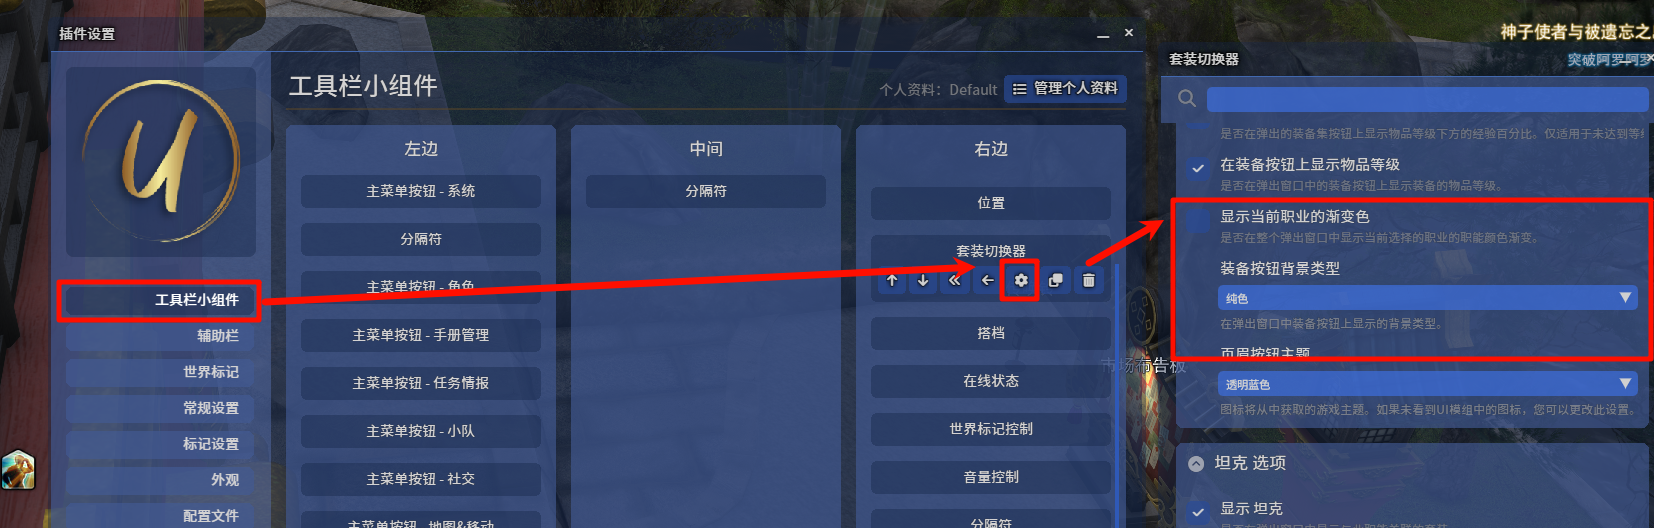 插件设置
工具栏小组件
辅助栏
世界标记
常规设置
标记设置
外观
配置文件
工具栏小组件
个人资料：Default
管理个人资料
左边
主菜单按钮 - 系统
分隔符
主菜单按钮 - 角色
主菜单按钮 - 手册管理
主菜单按钮 - 任务情报
主菜单按钮 - 小队
主菜单按钮 - 社交
主菜单按钮 - 地图&移动
中间
分隔符
右边
位置
套装切换器
搭档
在线状态
世界标记控制
音量控制
分隔符
市场布告板
神子使者与被遗忘之
突破阿罗阿罗
套装切换器
是否在弹出的装备集按钮上显示物品等级下方的经验百分比。仅适用于未达到等级
在装备按钮上显示物品等级
是否在弹出窗口中的装备按钮上显示装备的物品等级。
显示当前职业的渐变色
是否在整个弹出窗口中显示当前选择的职业的职能颜色渐变。
装备按钮背景类型
纯色
在弹出窗口中装备按钮上显示的背景类型。
页眉按钮主题
透明蓝色
图标将从中获取的游戏主题。如果未看到UI模组中的图标，您可以更改此设置。
坦克 选项
显示 坦克